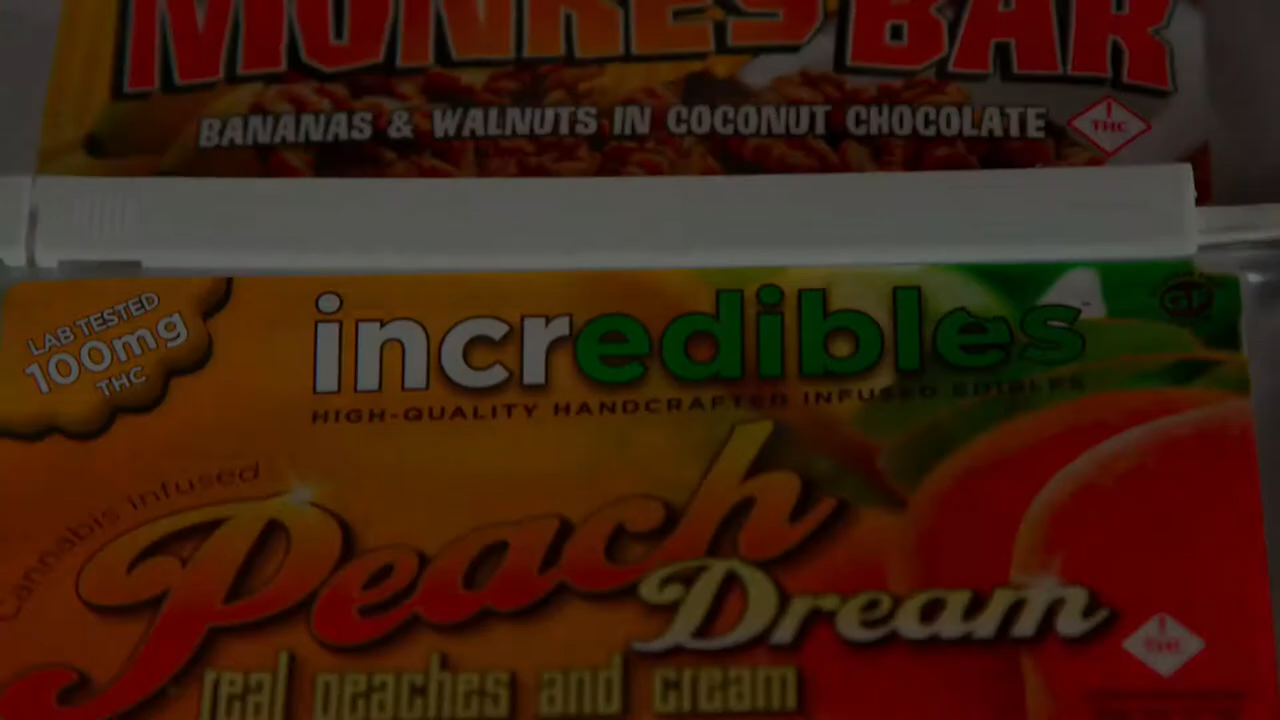 MONKEY BAR
BANANAS & WALNUTS IN COCONUT CHOCOLATE
!
THC
LAB TESTED
100mg
THC
incredibles
HIGH-QUALITY HANDCRAFTED INFUSED EDIBLES
Cannabis infused
Peach
Dream
!
THC
real peaches and cream